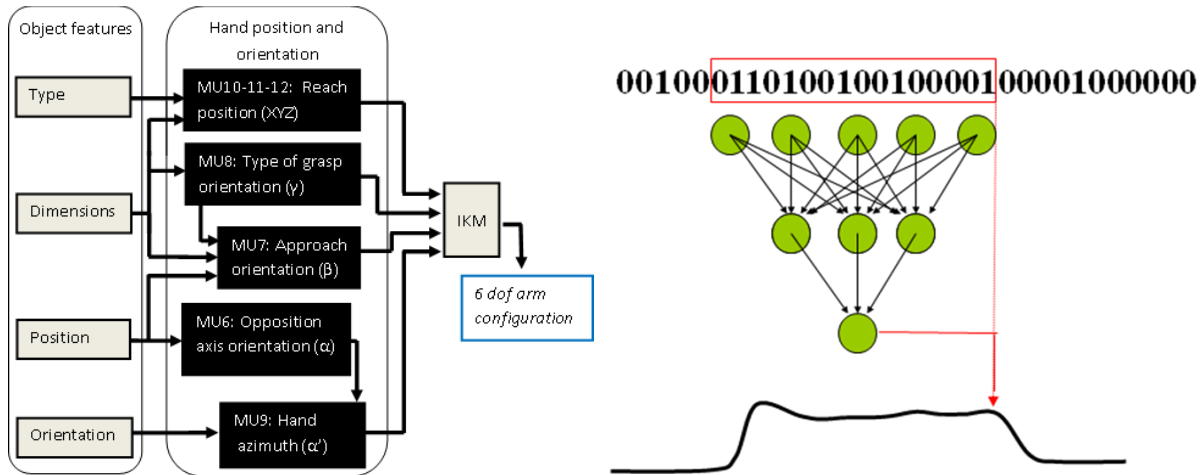 Object features
Hand position and
orientation
Type
Dimensions
Position
Orientation
MU10-11-12: Reach
position (XYZ)
MU8: Type of grasp
orientation (γ)
MU7: Approach
orientation (β)
MU6: Opposition
axis orientation (α)
MU9: Hand
azimuth (α')
IKM
6 dof arm
configuration
0010001101001001000010000100000